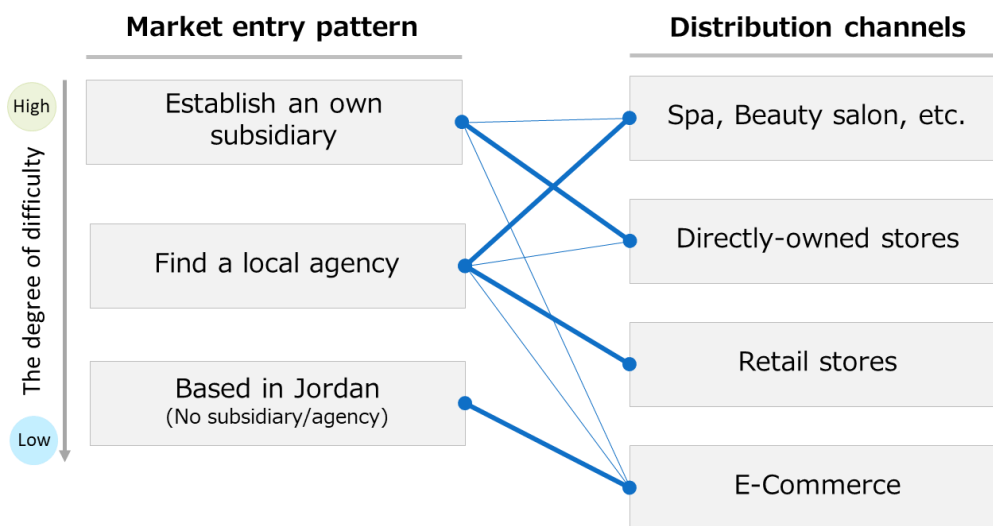 Market entry pattern
Distribution channels
High
The degree of difficulty
Low
Establish an own
subsidiary
Find a local agency
Based in Jordan
(No subsidiary/agency)
Spa, Beauty salon, etc.
Directly-owned stores
Retail stores
E-Commerce